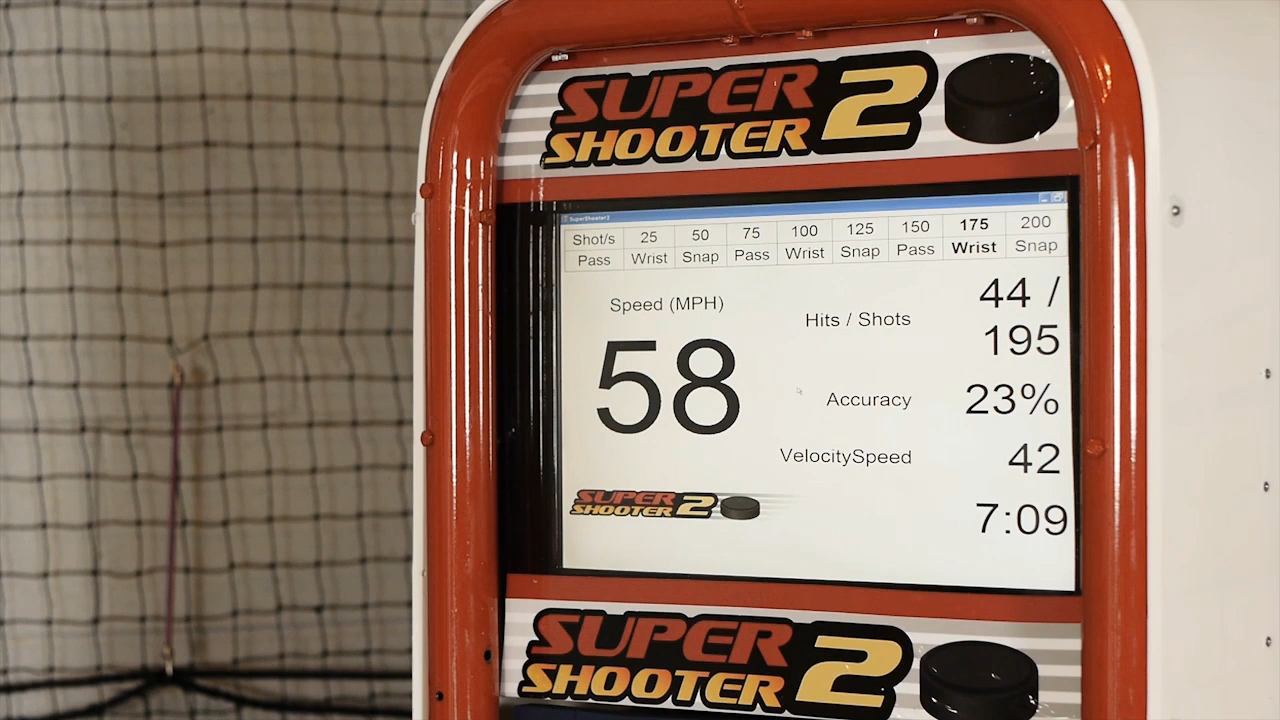 SUPER
SHOOTER 2
SuperShooter2
Shot/s 25 50 75 100 125 150 175 200
Pass Wrist Snap Pass Wrist Snap Pass Wrist Snap
Speed (MPH)
58
Hits / Shots 44 /
195
Accuracy 23%
VelocitySpeed 42
7:09
SUPER
SHOOTER 2
SUPER
SHOOTER 2